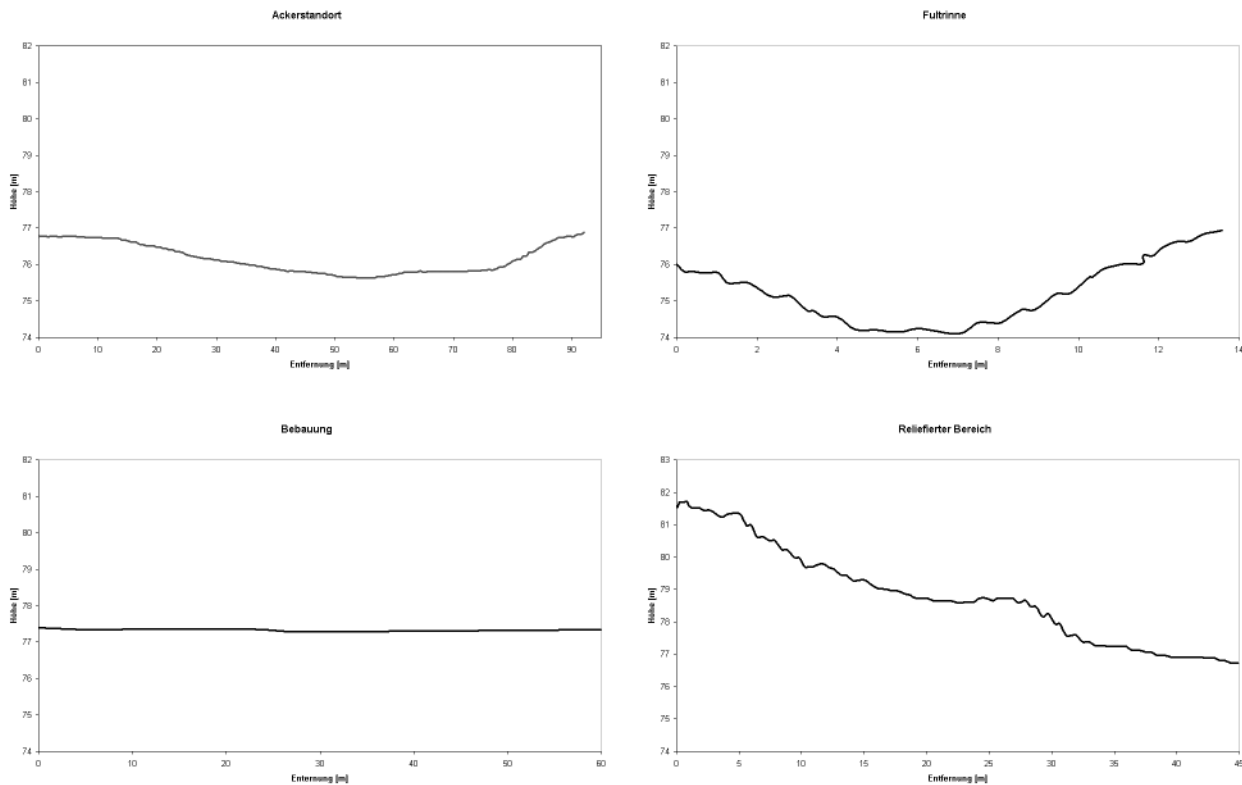 Ackerstandort
82
81
80
79
78
77
76
75
74
Höhe [m]
0 10 20 30 40 50 60 70 80 90
Entfernung [m]
Fultrinne
82
81
80
79
78
77
76
75
74
Höhe [m]
0 2 4 6 8 10 12 14
Entfernung [m]
Bebauung
82
81
80
79
78
77
76
75
74
Höhe [m]
0 10 20 30 40 50 60
Enternung [m]
Reliefierter Bereich
83
82
81
80
79
78
77
76
75
74
Höhe [m]
0 5 10 15 20 25 30 35 40 45
Entfernung [m]